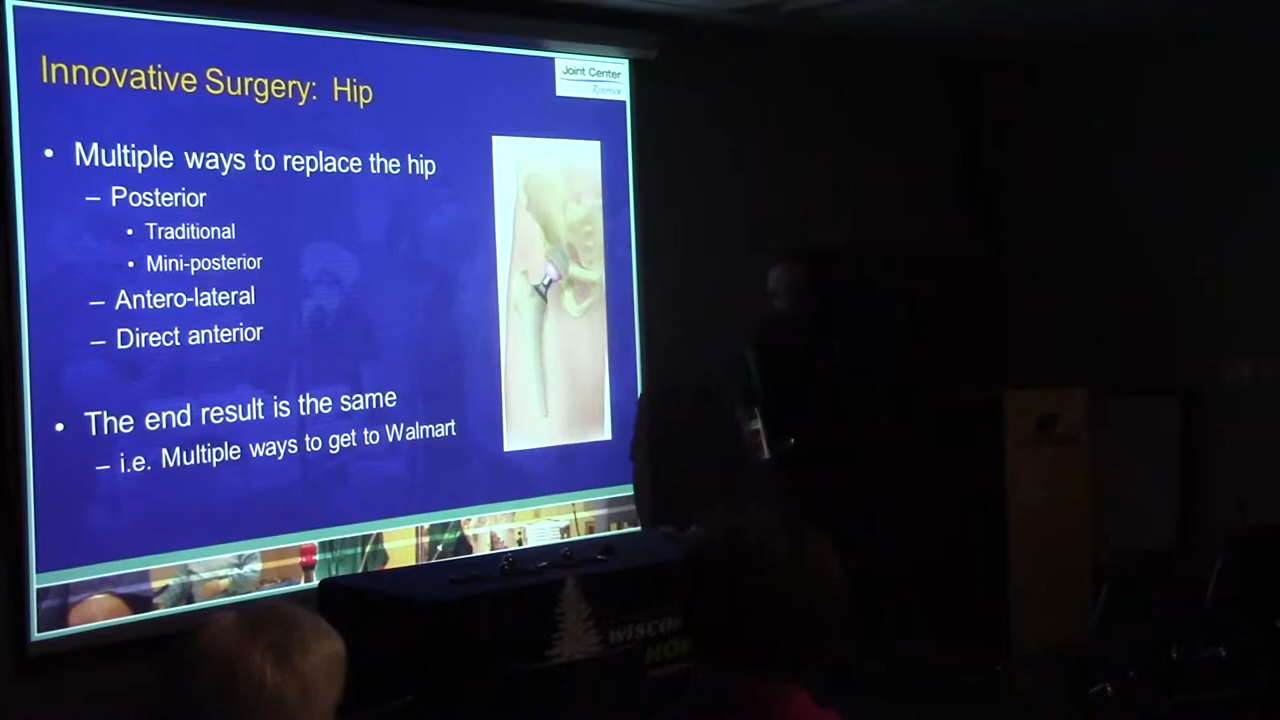 Innovative Surgery: Hip
Joint Center
• Multiple ways to replace the hip
– Posterior
• Traditional
• Mini-posterior
– Antero-lateral
– Direct anterior
• The end result is the same
– i.e. Multiple ways to get to Walmart